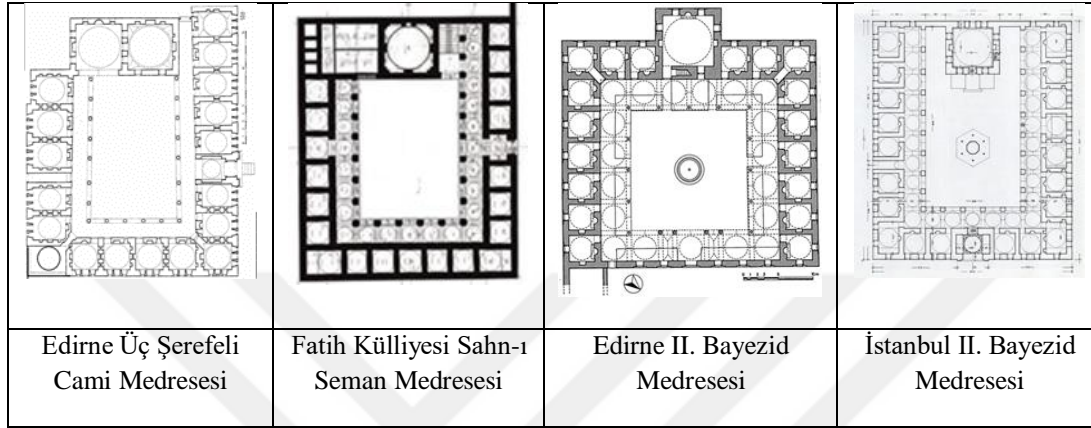 Edirne Üç Şerefeli
Cami Medresesi
Fatih Külliyesi Sahn-ı
Seman Medresesi
Edirne II. Bayezid
Medresesi
İstanbul II. Bayezid
Medresesi